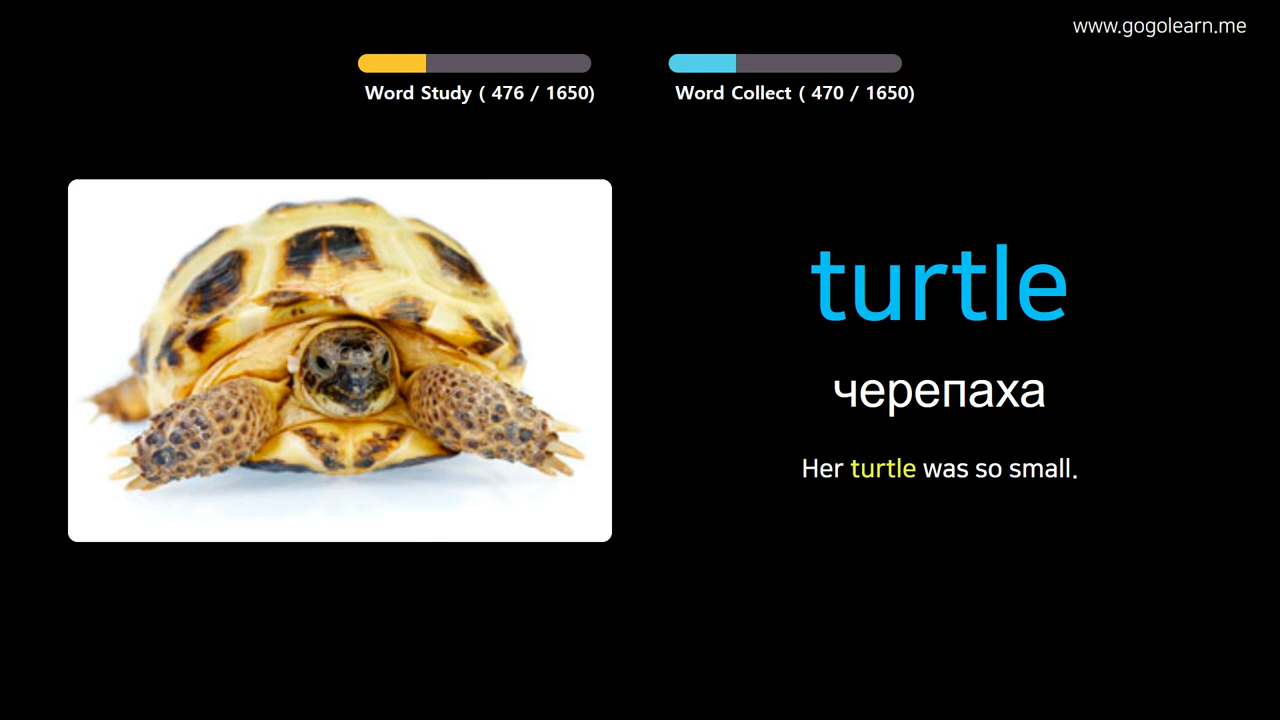 www.gogolearn.me
Word Study ( 476 / 1650)
Word Collect ( 470 / 1650)
turtle
черепаха
Her turtle was so small.